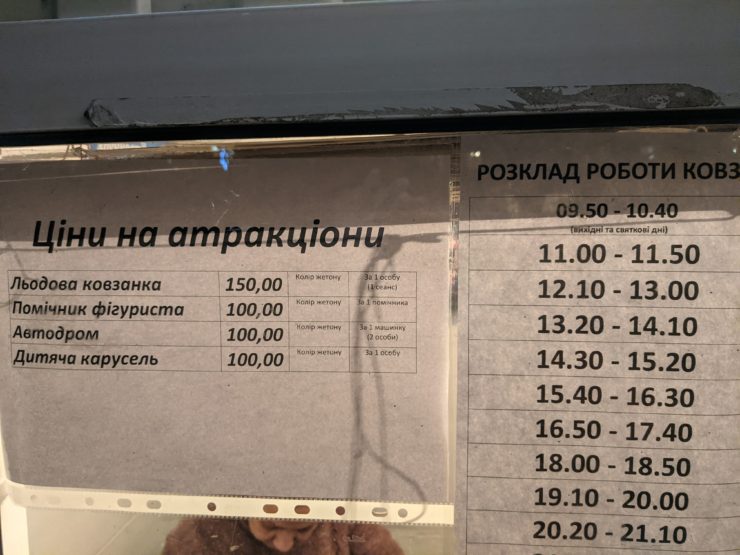 Ціни на атракціони
Льодова ковзанка 150,00 Колір жетону За 1 особу
(1 сеанс)
Помічник фігуриста 100,00 Колір жетону За 1 помічника
Автодром 100,00 Колір жетону За 1 машинку
(2 особи)
Дитяча карусель 100,00 Колір жетону За 1 особу
РОЗКЛАД РОБОТИ КОВЗ
09.50 - 10.40
(вихідні та святкові дні)
11.00 - 11.50
12.10 - 13.00
13.20 - 14.10
14.30 - 15.20
15.40 - 16.30
16.50 - 17.40
18.00 - 18.50
19.10 - 20.00
20.20 - 21.10